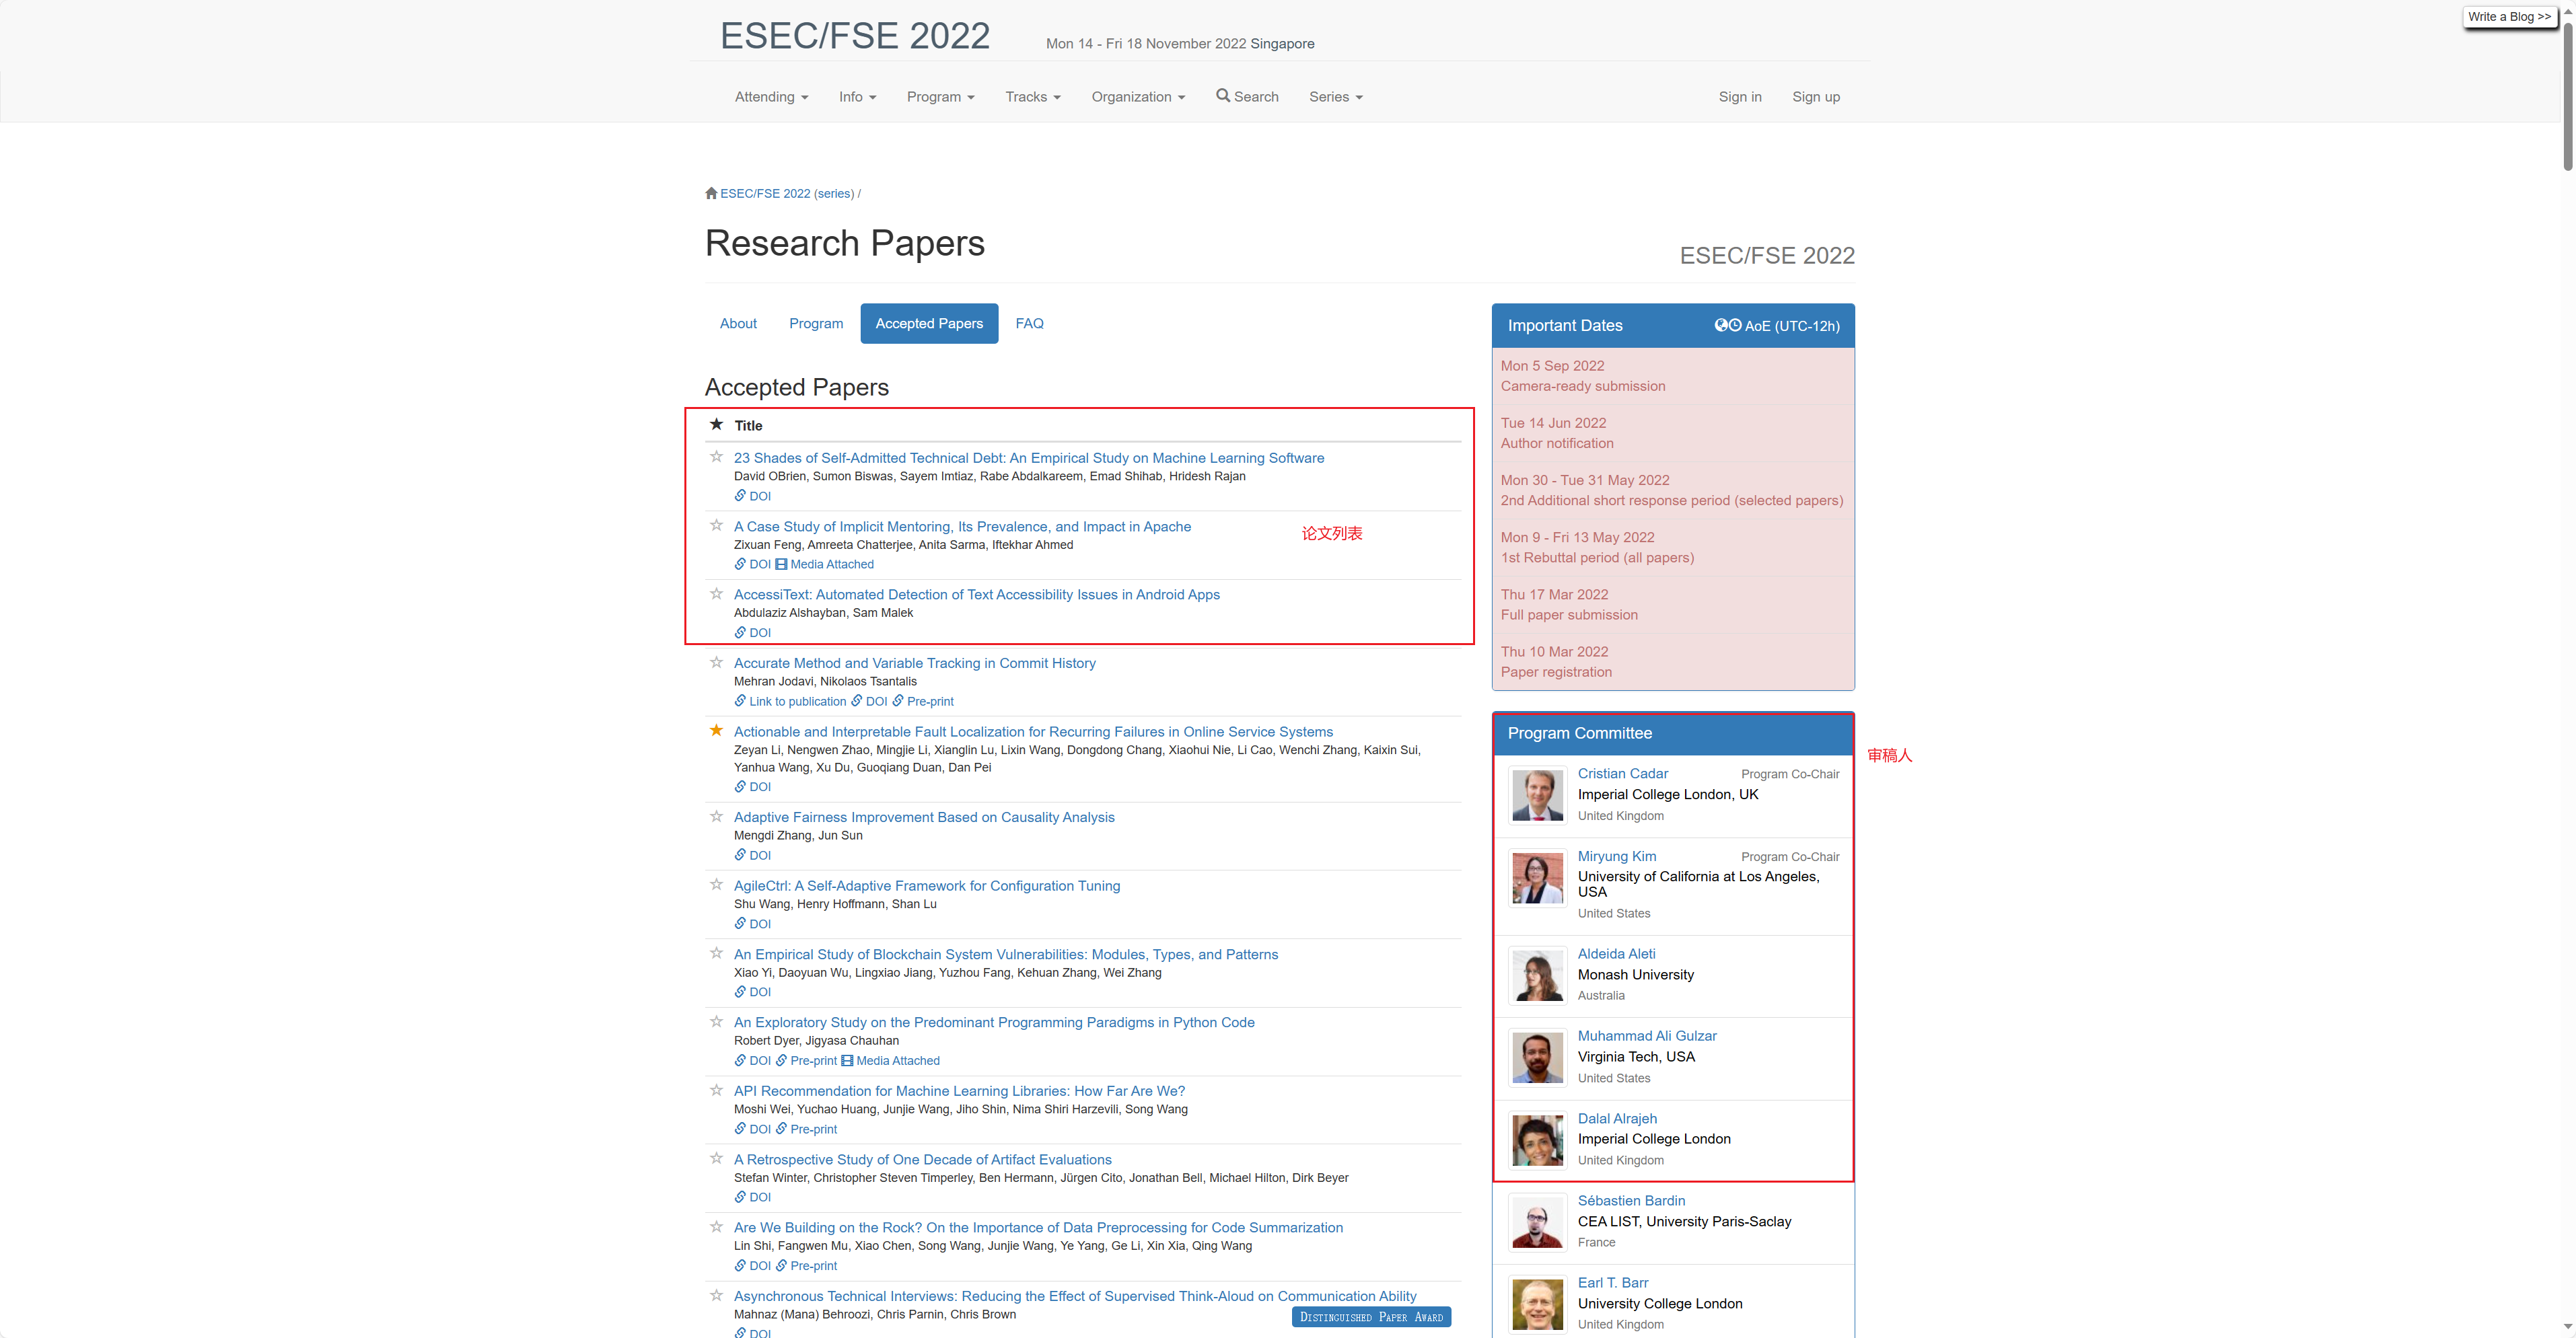 Write a Blog >>
ESEC/FSE 2022
Mon 14 - Fri 18 November 2022 Singapore
Attending
Info
Program
Tracks
Organization
Search
Series
Sign in
Sign up
ESEC/FSE 2022 (series) /
Research Papers
ESEC/FSE 2022
About
Program
Accepted Papers
FAQ
Accepted Papers
Title
23 Shades of Self-Admitted Technical Debt: An Empirical Study on Machine Learning Software
David OBrien, Sumon Biswas, Sayem Imtiaz, Rabe Abdalkareem, Emad Shihab, Hridesh Rajan
DOI
A Case Study of Implicit Mentoring, Its Prevalence, and Impact in Apache
Zixuan Feng, Amreeta Chatterjee, Anita Sarma, Iftekhar Ahmed
DOI Media Attached
论文列表
AccessiText: Automated Detection of Text Accessibility Issues in Android Apps
Abdulaziz Alshayban, Sam Malek
DOI
Accurate Method and Variable Tracking in Commit History
Mehran Jodavi, Nikolaos Tsantalis
Link to publication DOI Pre-print
Actionable and Interpretable Fault Localization for Recurring Failures in Online Service Systems
Zeyan Li, Nengwen Zhao, Mingjie Li, Xianglin Lu, Lixin Wang, Dongdong Chang, Xiaohui Nie, Li Cao, Wenchi Zhang, Kaixin Sui,
Yanhua Wang, Xu Du, Guoqiang Duan, Dan Pei
DOI
Adaptive Fairness Improvement Based on Causality Analysis
Mengdi Zhang, Jun Sun
DOI
AgileCtrl: A Self-Adaptive Framework for Configuration Tuning
Shu Wang, Henry Hoffmann, Shan Lu
DOI
An Empirical Study of Blockchain System Vulnerabilities: Modules, Types, and Patterns
Xiao Yi, Daoyuan Wu, Lingxiao Jiang, Yuzhou Fang, Kehuan Zhang, Wei Zhang
DOI
An Exploratory Study on the Predominant Programming Paradigms in Python Code
Robert Dyer, Jigyasa Chauhan
DOI Pre-print Media Attached
API Recommendation for Machine Learning Libraries: How Far Are We?
Moshi Wei, Yuchao Huang, Junjie Wang, Jiho Shin, Nima Shiri Harzevili, Song Wang
DOI Pre-print
A Retrospective Study of One Decade of Artifact Evaluations
Stefan Winter, Christopher Steven Timperley, Ben Hermann, Jürgen Cito, Jonathan Bell, Michael Hilton, Dirk Beyer
DOI
Are We Building on the Rock? On the Importance of Data Preprocessing for Code Summarization
Lin Shi, Fangwen Mu, Xiao Chen, Song Wang, Junjie Wang, Ye Yang, Ge Li, Xin Xia, Qing Wang
DOI Pre-print
Asynchronous Technical Interviews: Reducing the Effect of Supervised Think-Aloud on Communication Ability
Mahnaz (Mana) Behroozi, Chris Parnin, Chris Brown
Distinguished Paper Award
DOI
Important Dates
AoE (UTC-12h)
Mon 5 Sep 2022
Camera-ready submission
Tue 14 Jun 2022
Author notification
Mon 30 - Tue 31 May 2022
2nd Additional short response period (selected papers)
Mon 9 - Fri 13 May 2022
1st Rebuttal period (all papers)
Thu 17 Mar 2022
Full paper submission
Thu 10 Mar 2022
Paper registration
Program Committee
审稿人
Cristian Cadar
Program Co-Chair
Imperial College London, UK
United Kingdom
Miryung Kim
Program Co-Chair
University of California at Los Angeles,
USA
United States
Aldeida Aleti
Monash University
Australia
Muhammad Ali Gulzar
Virginia Tech, USA
United States
Dalal Alrajeh
Imperial College London
United Kingdom
Sébastien Bardin
CEA LIST, University Paris-Saclay
France
Earl T. Barr
University College London
United Kingdom